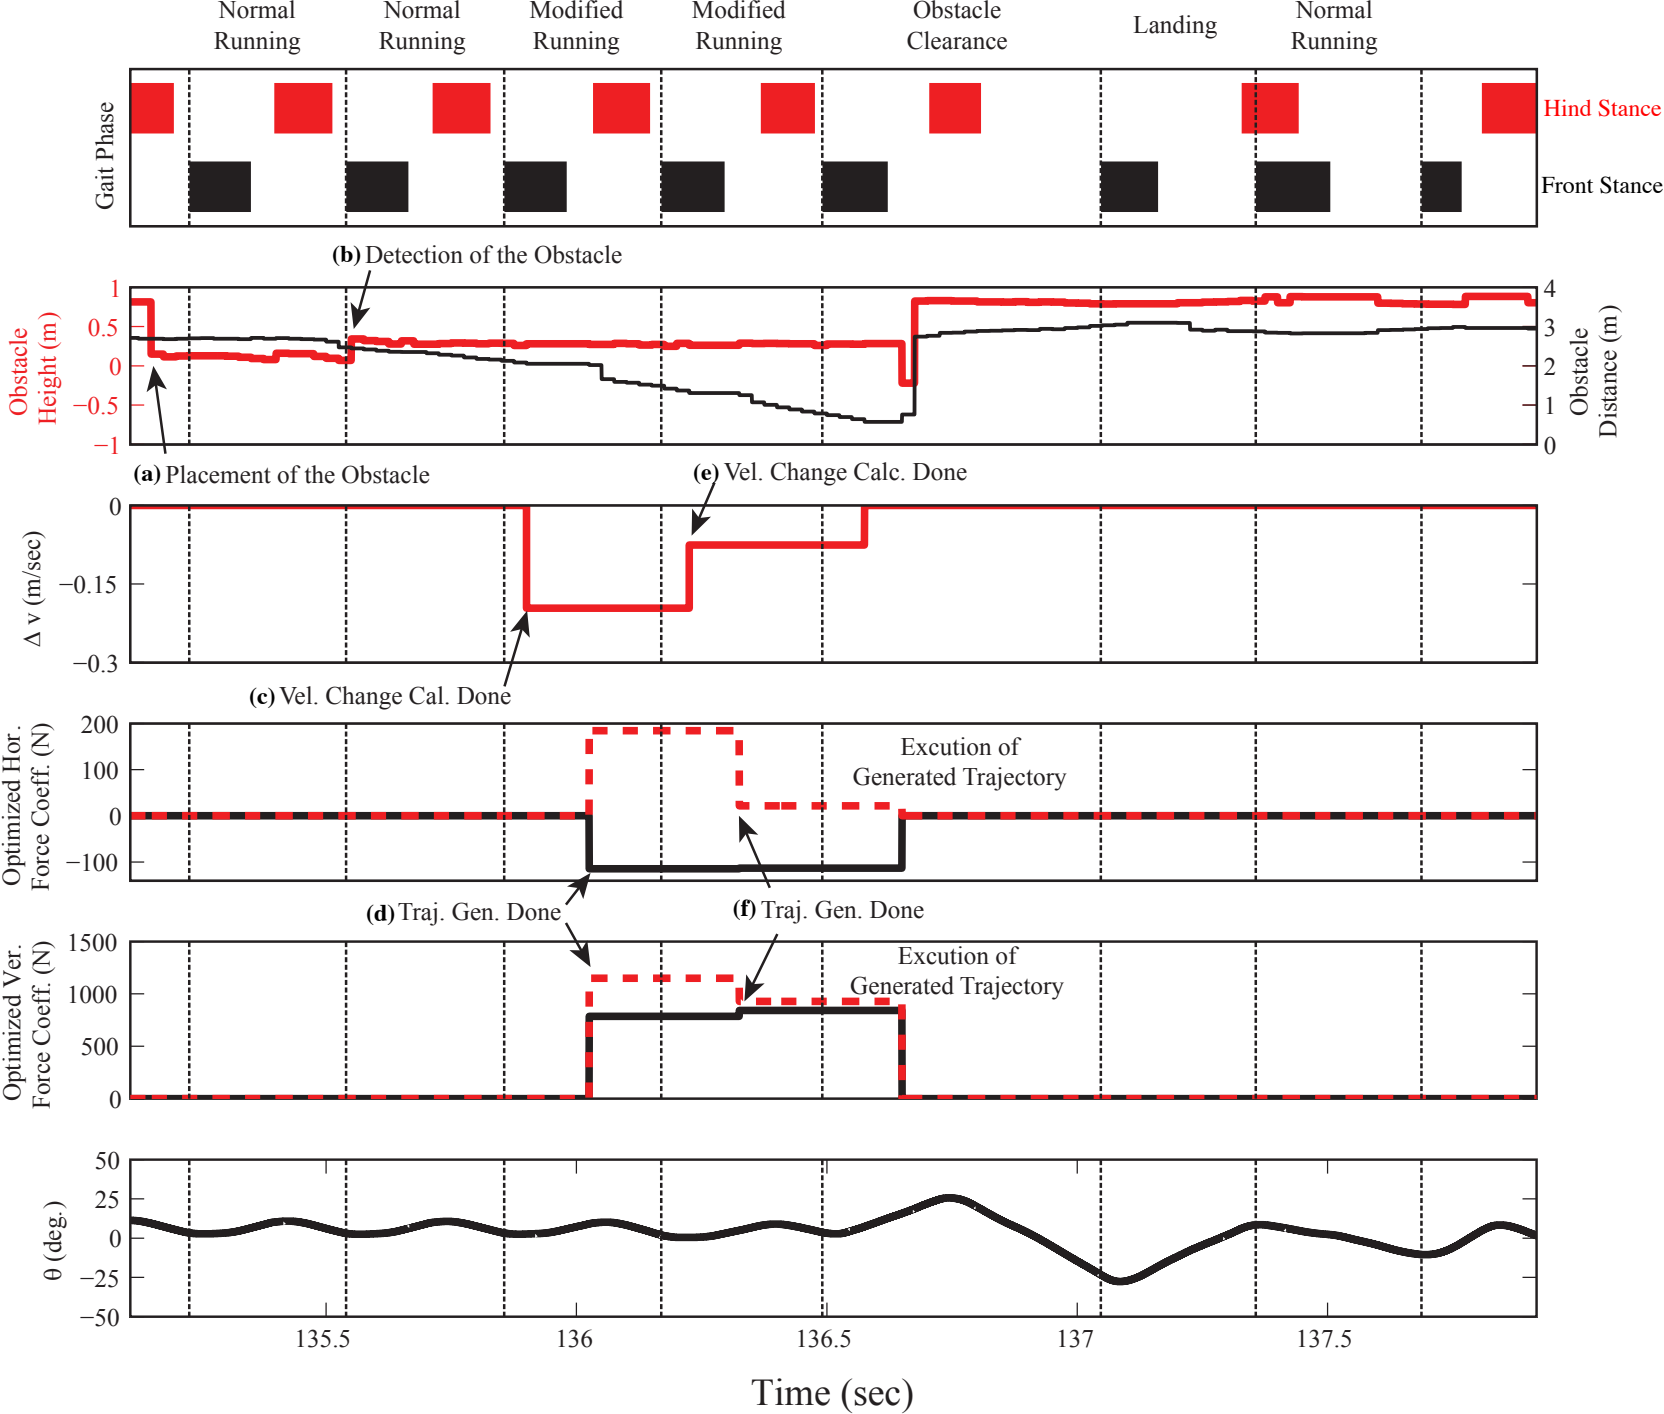 Normal Running
Normal Running
Modified Running
Modified Running
Obstacle Clearance
Landing
Normal Running
Gait Phase
Hind Stance
Front Stance
(b) Detection of the Obstacle
Obstacle Height (m)
1
0.5
0
−0.5
−1
4
3
2
1
0
Obstacle Distance (m)
(a) Placement of the Obstacle
(e) Vel. Change Calc. Done
Δ v (m/sec)
0
−0.15
−0.3
(c) Vel. Change Cal. Done
Optimized Hor. Force Coeff. (N)
200
100
0
−100
Excution of
Generated Trajectory
(d) Traj. Gen. Done
(f) Traj. Gen. Done
Optimized Ver. Force Coeff. (N)
1500
1000
500
0
Excution of
Generated Trajectory
θ (deg.)
50
25
0
−25
−50
135.5
136
136.5
137
137.5
Time (sec)